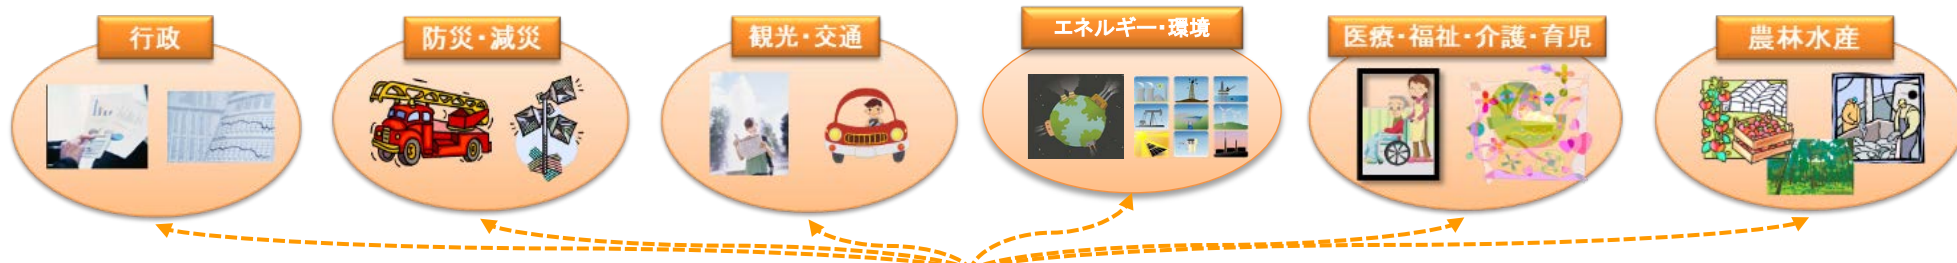 行政
防災・減災
観光・交通
エネルギー・環境
医療・福祉・介護・育児
農林水産